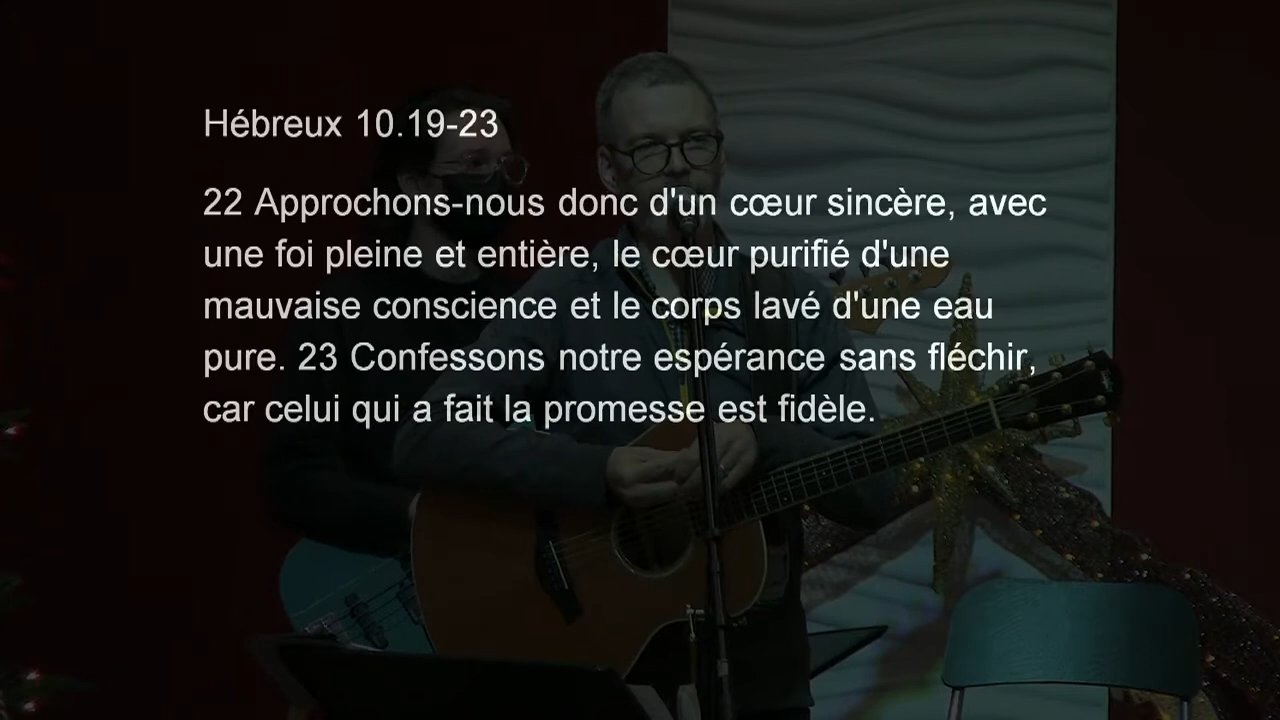 Hébreux 10.19-23
22 Approchons-nous donc d'un cœur sincère, avec
une foi pleine et entière, le cœur purifié d'une
mauvaise conscience et le corps lavé d'une eau
pure. 23 Confessons notre espérance sans fléchir,
car celui qui a fait la promesse est fidèle.